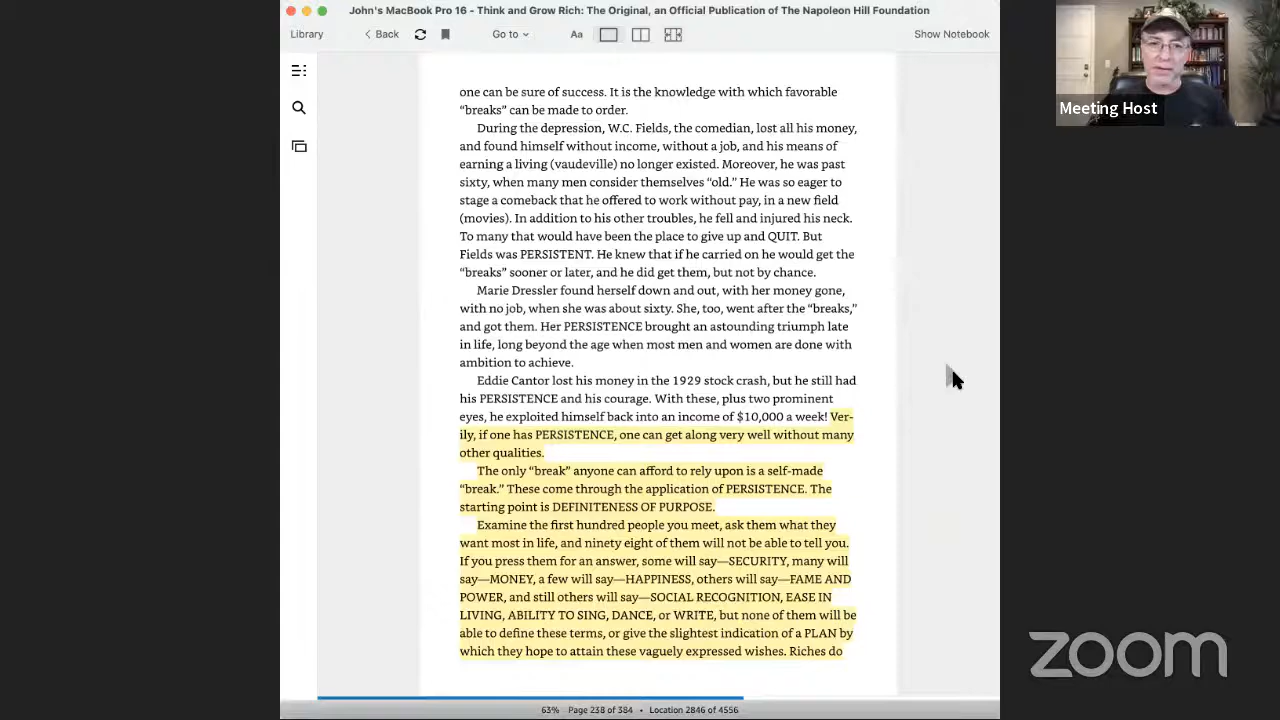 John's MacBook Pro 16 - Think and Grow Rich: The Original, an Official Publication of The Napoleon Hill Foundation
Library
Back
Go to
Aa
Show Notebook
Meeting Host
one can be sure of success. It is the knowledge with which favorable
“breaks” can be made to order.
During the depression, W.C. Fields, the comedian, lost all his money,
and found himself without income, without a job, and his means of
earning a living (vaudeville) no longer existed. Moreover, he was past
sixty, when many men consider themselves “old.” He was so eager to
stage a comeback that he offered to work without pay, in a new field
(movies). In addition to his other troubles, he fell and injured his neck.
To many that would have been the place to give up and QUIT. But
Fields was PERSISTENT. He knew that if he carried on he would get the
“breaks” sooner or later, and he did get them, but not by chance.
Marie Dressler found herself down and out, with her money gone,
with no job, when she was about sixty. She, too, went after the “breaks,”
and got them. Her PERSISTENCE brought an astounding triumph late
in life, long beyond the age when most men and women are done with
ambition to achieve.
Eddie Cantor lost his money in the 1929 stock crash, but he still had
his PERSISTENCE and his courage. With these, plus two prominent
eyes, he exploited himself back into an income of $10,000 a week! Ver-
ily, if one has PERSISTENCE, one can get along very well without many
other qualities.
The only “break” anyone can afford to rely upon is a self-made
“break.” These come through the application of PERSISTENCE. The
starting point is DEFINITENESS OF PURPOSE.
Examine the first hundred people you meet, ask them what they
want most in life, and ninety eight of them will not be able to tell you.
If you press them for an answer, some will say—SECURITY, many will
say—MONEY, a few will say—HAPPINESS, others will say—FAME AND
POWER, and still others will say—SOCIAL RECOGNITION, EASE IN
LIVING, ABILITY TO SING, DANCE, or WRITE, but none of them will be
able to define these terms, or give the slightest indication of a PLAN by
which they hope to attain these vaguely expressed wishes. Riches do
zoom
63% Page 238 of 384 • Location 2846 of 4556